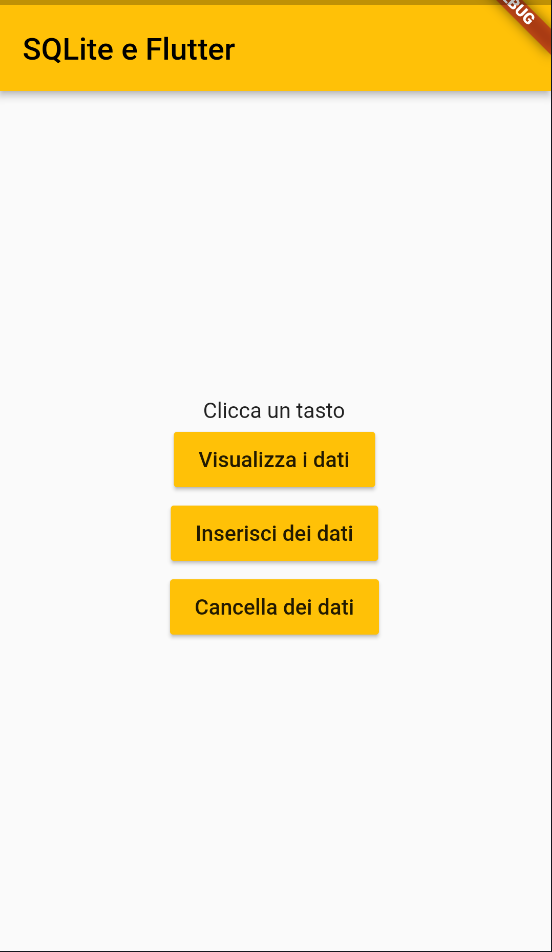 SQLite e Flutter
Clicca un tasto
Visualizza i dati
Inserisci dei dati
Cancella dei dati